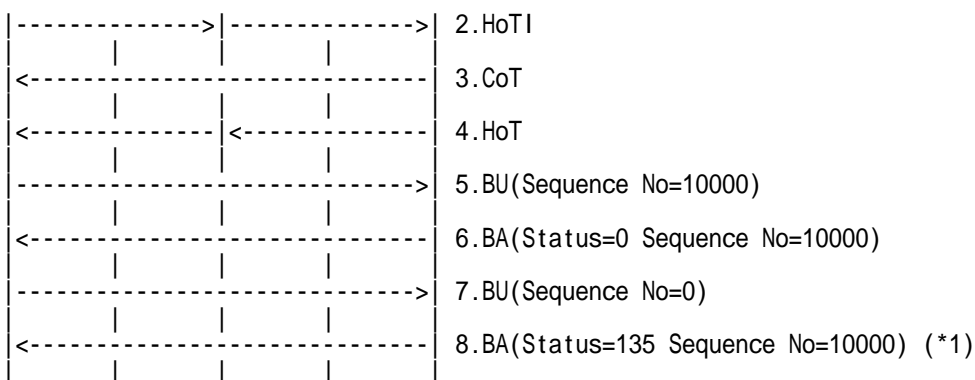 2.HoTI
3.CoT
4.HoT
5.BU(Sequence No=10000)
6.BA(Status=0 Sequence No=10000)
7.BU(Sequence No=0)
8.BA(Status=135 Sequence No=10000) (*1)